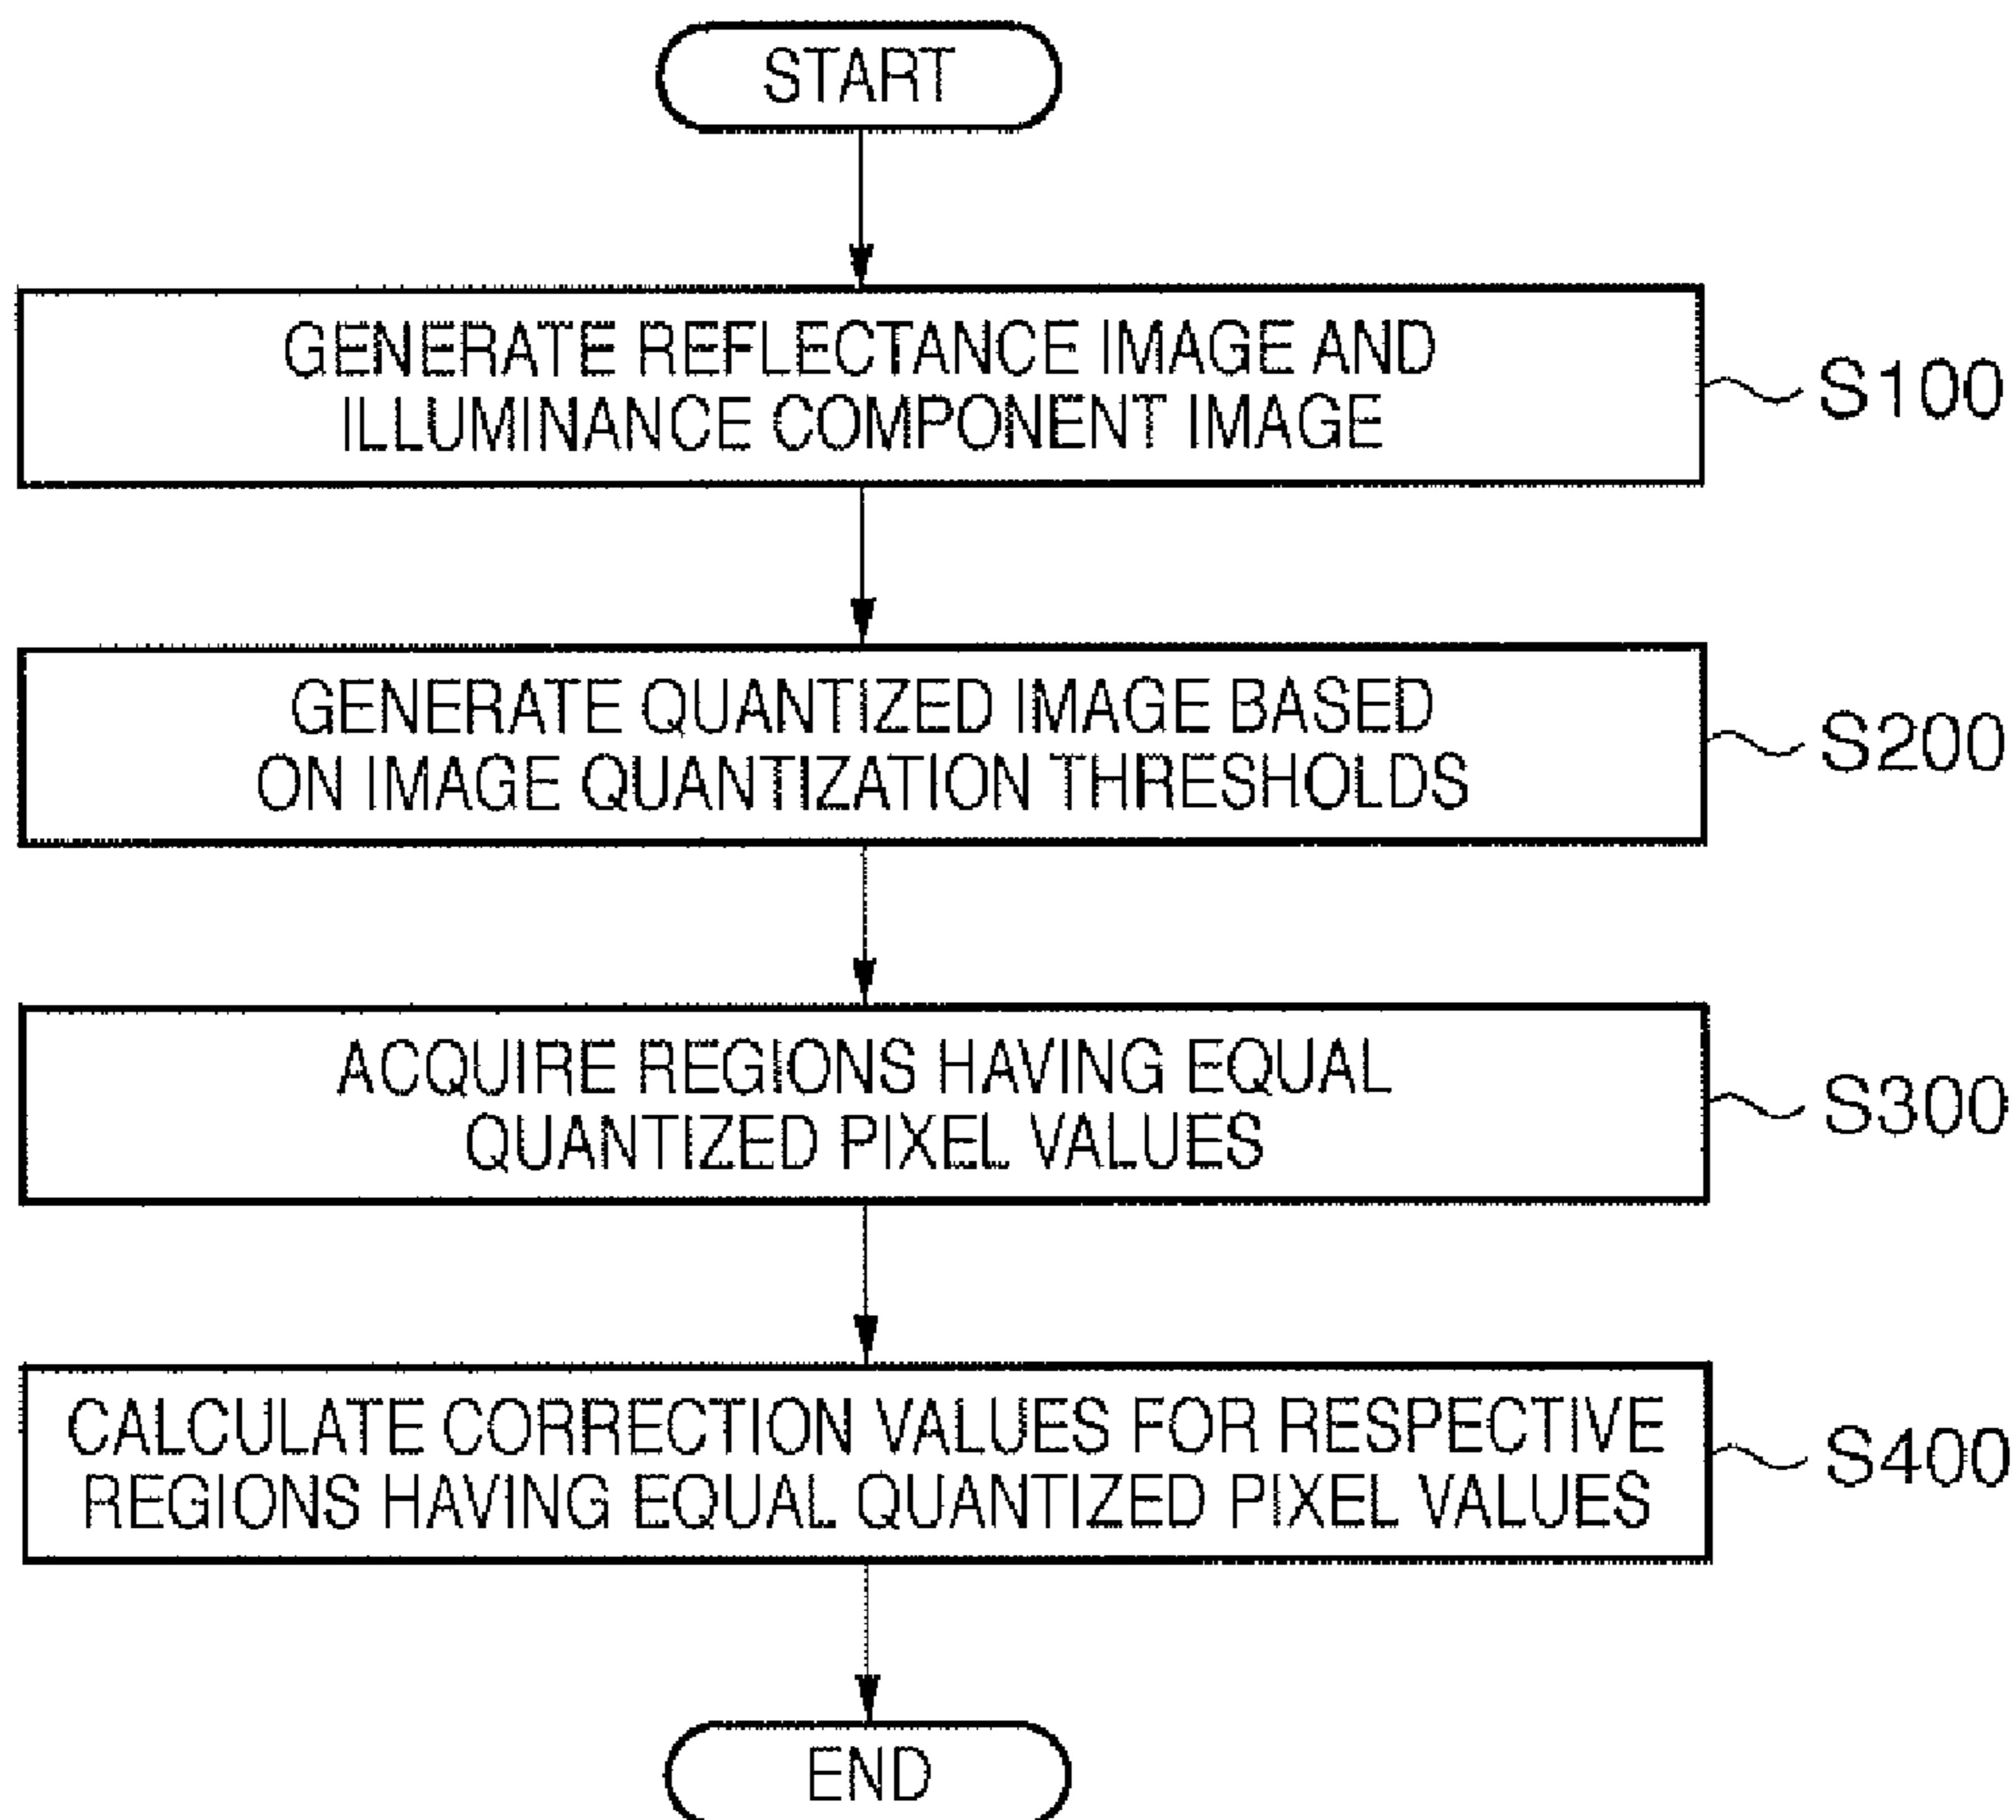 START
GENERATE REFLECTANCE IMAGE AND
ILLUMINANCE COMPONENT IMAGE
S100
GENERATE QUANTIZED IMAGE BASED
ON IMAGE QUANTIZATION THRESHOLDS
S200
ACQUIRE REGIONS HAVING EQUAL
QUANTIZED PIXEL VALUES
S300
CALCULATE CORRECTION VALUES FOR RESPECTIVE
REGIONS HAVING EQUAL QUANTIZED PIXEL VALUES
S400
END